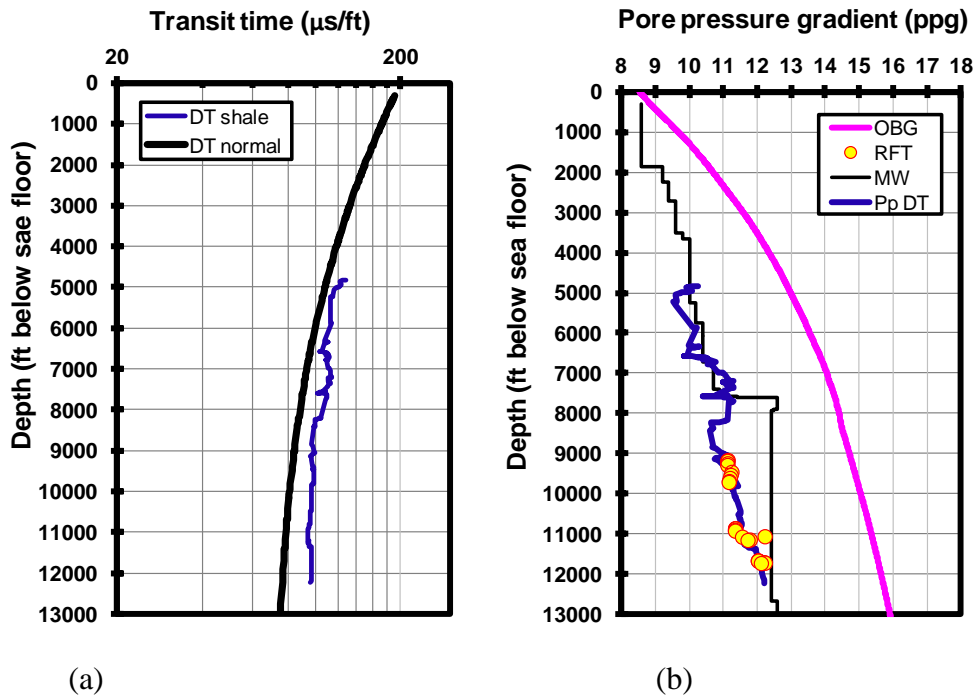 Transit time (µs/ft)
20 200
0
1000
2000
3000
4000
5000
6000
7000
8000
9000
10000
11000
12000
13000
Depth (ft below sae floor)
DT shale
DT normal
(a)
Pore pressure gradient (ppg)
8 9 10 11 12 13 14 15 16 17 18
0
1000
2000
3000
4000
5000
6000
7000
8000
9000
10000
11000
12000
13000
Depth (ft below sea floor)
OBG
RFT
MW
Pp DT
(b)